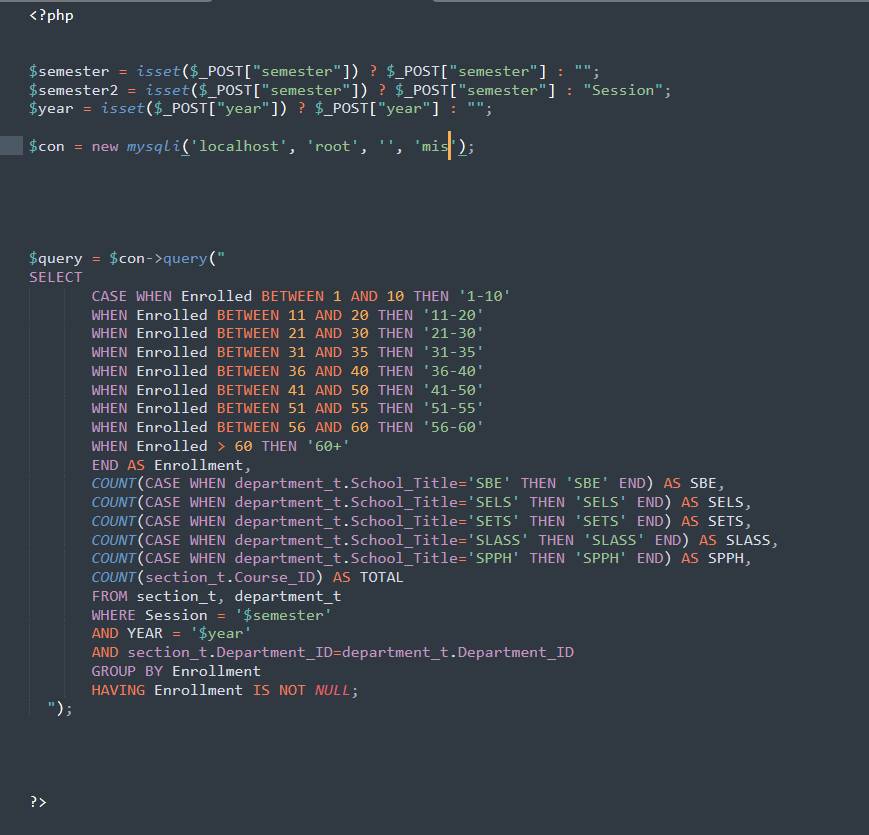 <?php
$semester = isset($_POST["semester"]) ? $_POST["semester"] : "";
$semester2 = isset($_POST["semester"]) ? $_POST["semester"] : "Session";
$year = isset($_POST["year"]) ? $_POST["year"] : "";
$con = new mysqli('localhost', 'root', '', 'mis');
$query = $con->query("
SELECT
CASE WHEN Enrolled BETWEEN 1 AND 10 THEN '1-10'
WHEN Enrolled BETWEEN 11 AND 20 THEN '11-20'
WHEN Enrolled BETWEEN 21 AND 30 THEN '21-30'
WHEN Enrolled BETWEEN 31 AND 35 THEN '31-35'
WHEN Enrolled BETWEEN 36 AND 40 THEN '36-40'
WHEN Enrolled BETWEEN 41 AND 50 THEN '41-50'
WHEN Enrolled BETWEEN 51 AND 55 THEN '51-55'
WHEN Enrolled BETWEEN 56 AND 60 THEN '56-60'
WHEN Enrolled > 60 THEN '60+'
END AS Enrollment,
COUNT(CASE WHEN department_t.School_Title='SBE' THEN 'SBE' END) AS SBE,
COUNT(CASE WHEN department_t.School_Title='SELS' THEN 'SELS' END) AS SELS,
COUNT(CASE WHEN department_t.School_Title='SETS' THEN 'SETS' END) AS SETS,
COUNT(CASE WHEN department_t.School_Title='SLASS' THEN 'SLASS' END) AS SLASS,
COUNT(CASE WHEN department_t.School_Title='SPPH' THEN 'SPPH' END) AS SPPH,
COUNT(section_t.Course_ID) AS TOTAL
FROM section_t, department_t
WHERE Session = '$semester'
AND YEAR = '$year'
AND section_t.Department_ID=department_t.Department_ID
GROUP BY Enrollment
HAVING Enrollment IS NOT NULL;
");
?>